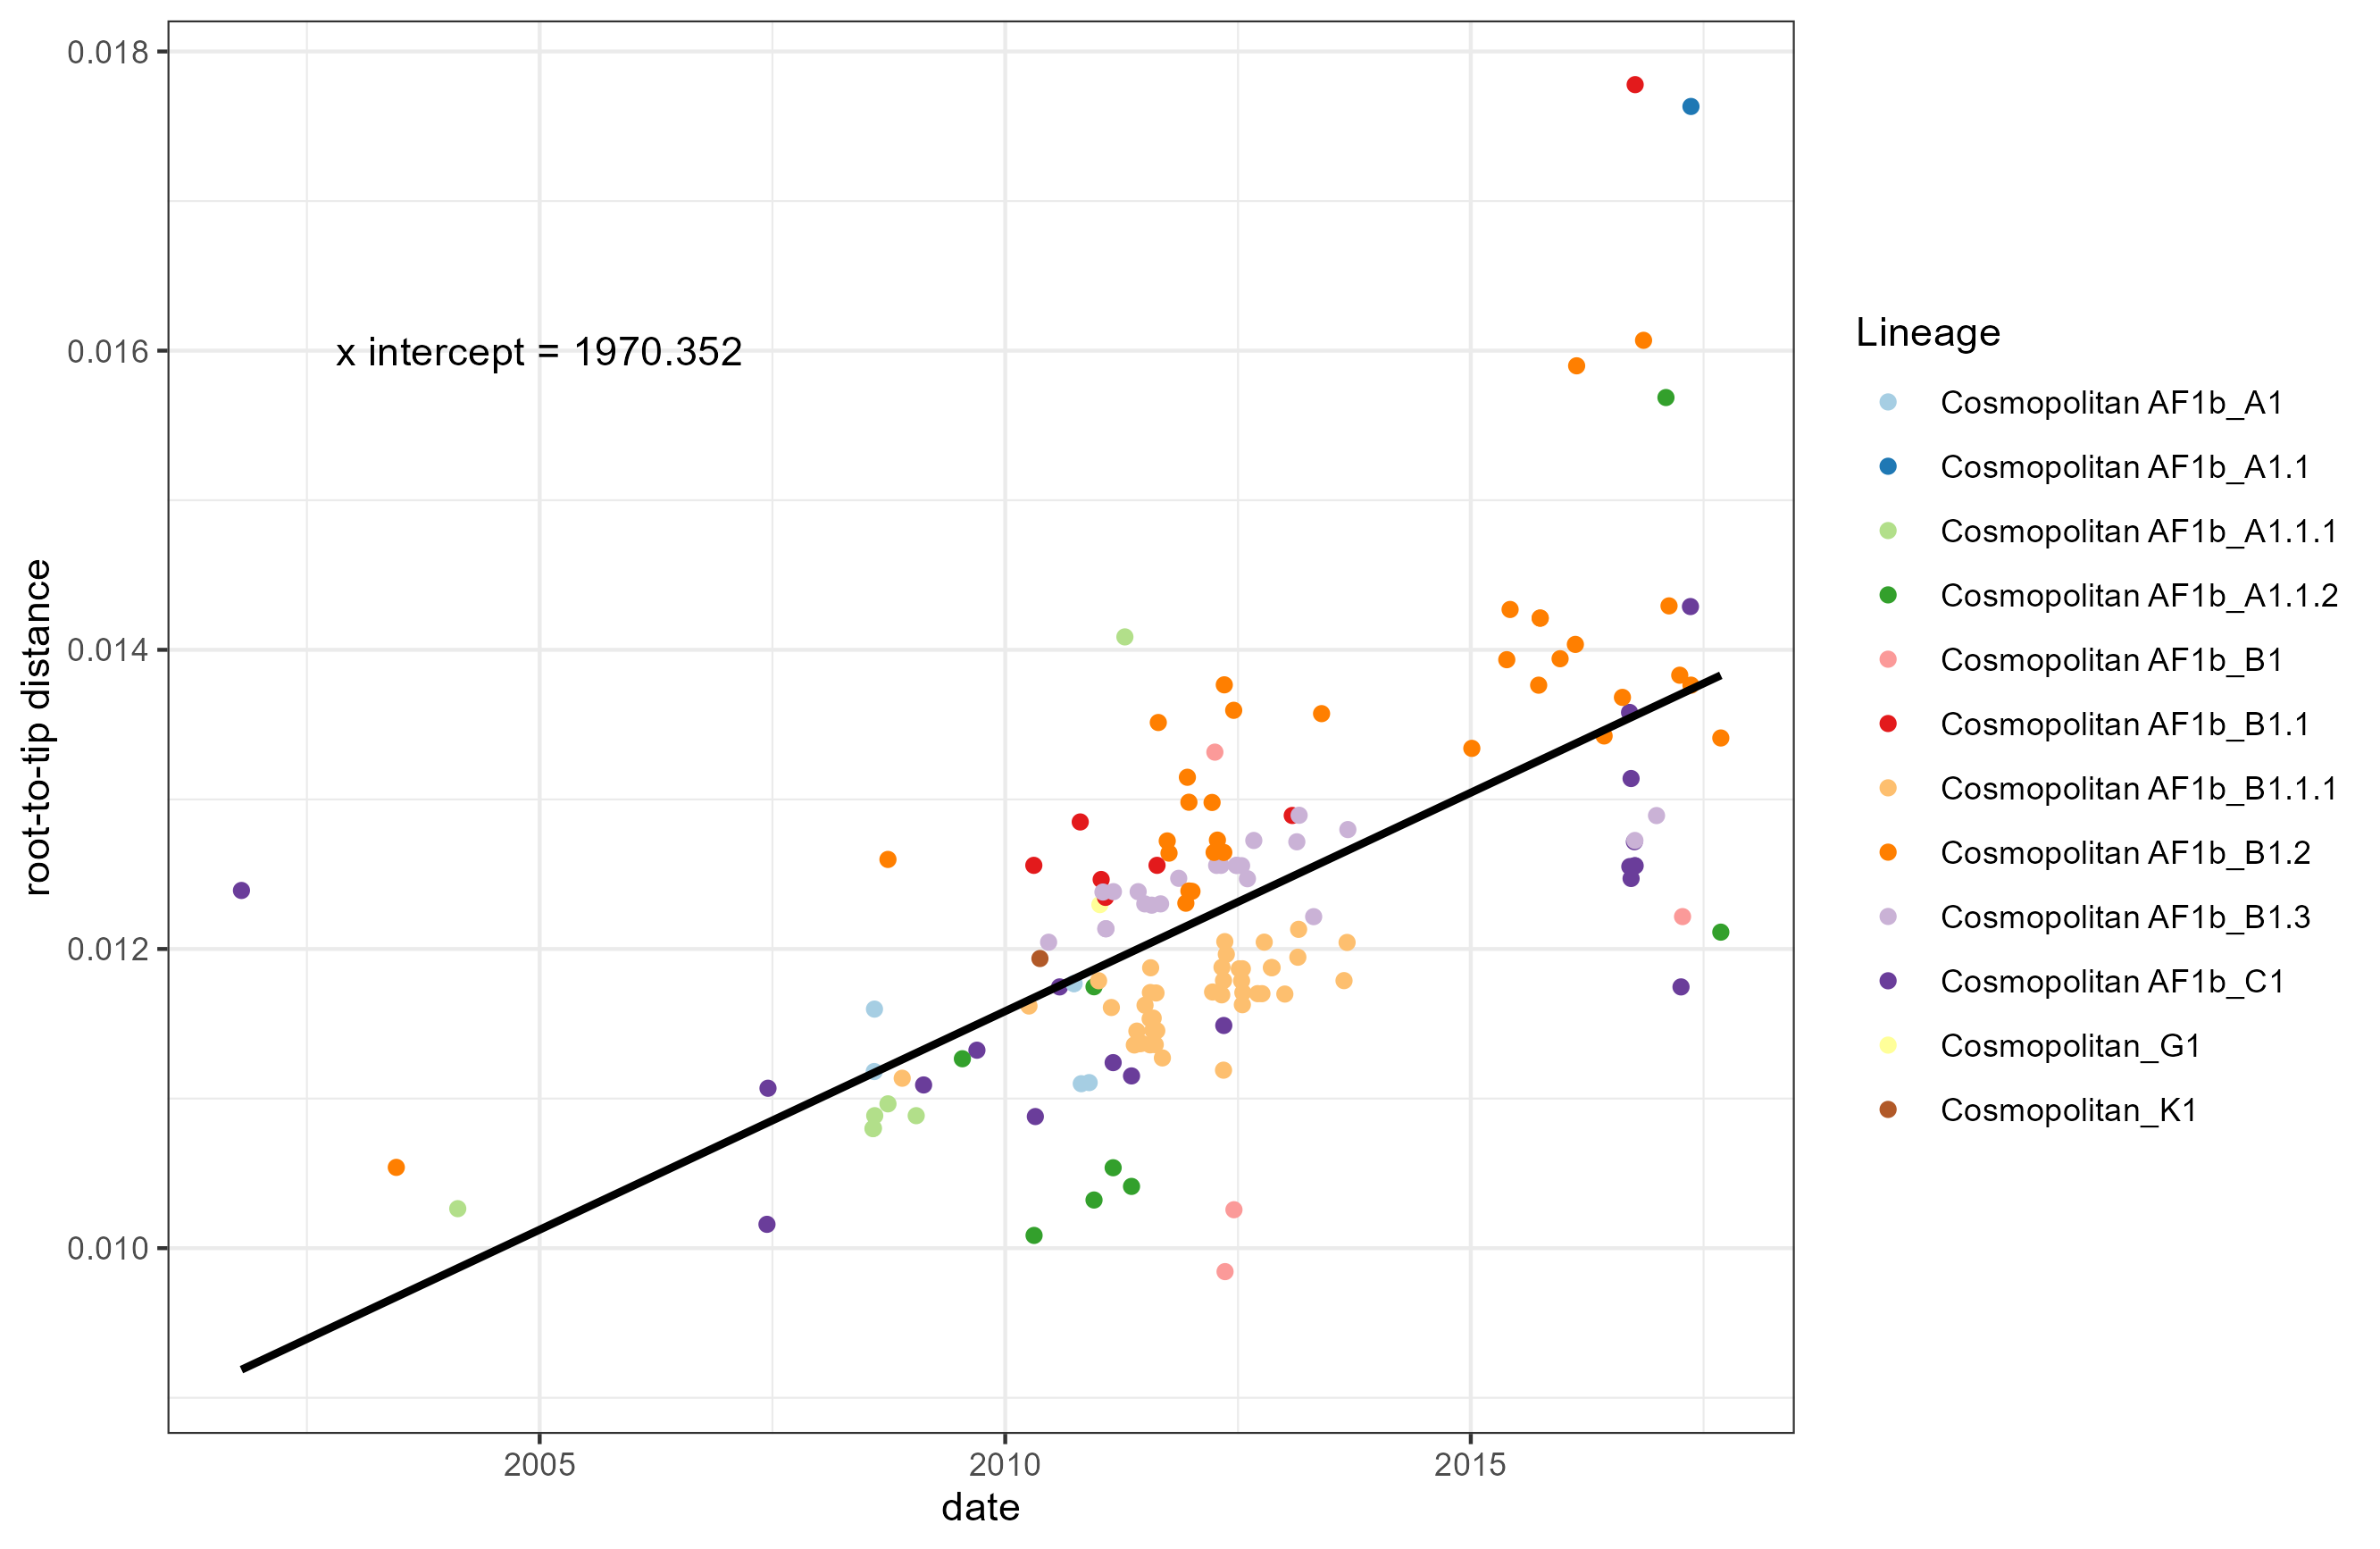 0.018
0.016
0.014
0.012
0.010
root-to-tip distance
x intercept = 1970.352
2005
2010
2015
date
Lineage
Cosmopolitan AF1b_A1
Cosmopolitan AF1b_A1.1
Cosmopolitan AF1b_A1.1.1
Cosmopolitan AF1b_A1.1.2
Cosmopolitan AF1b_B1
Cosmopolitan AF1b_B1.1
Cosmopolitan AF1b_B1.1.1
Cosmopolitan AF1b_B1.2
Cosmopolitan AF1b_B1.3
Cosmopolitan AF1b_C1
Cosmopolitan_G1
Cosmopolitan_K1